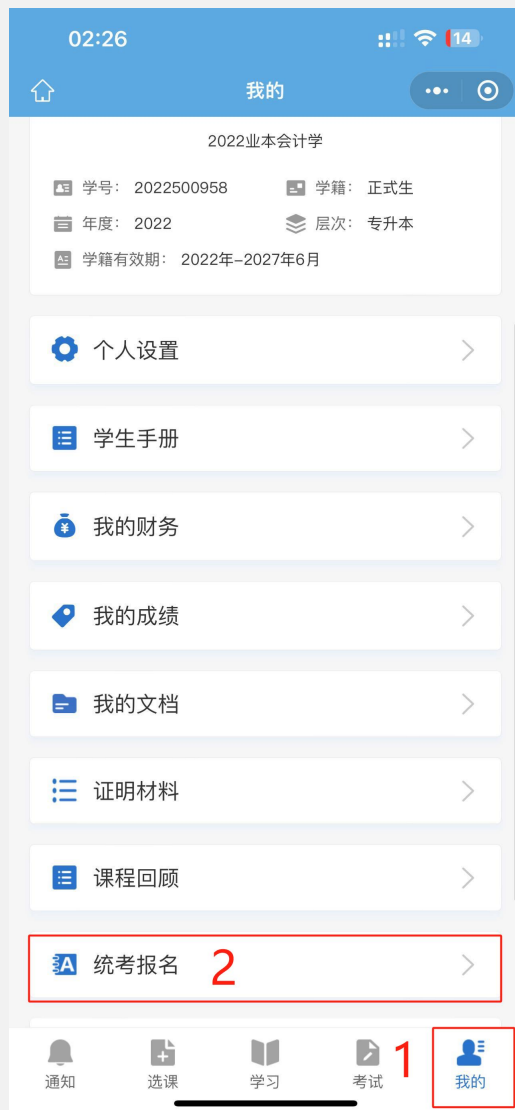 02:26
14
我的
2022业本会计学
学号: 2022500958 学籍: 正式生
年度: 2022 层次: 专升本
学籍有效期: 2022年-2027年6月
个人设置
学生手册
我的财务
我的成绩
我的文档
证明材料
课程回顾
统考报名 2
1
通知 选课 学习 考试 我的